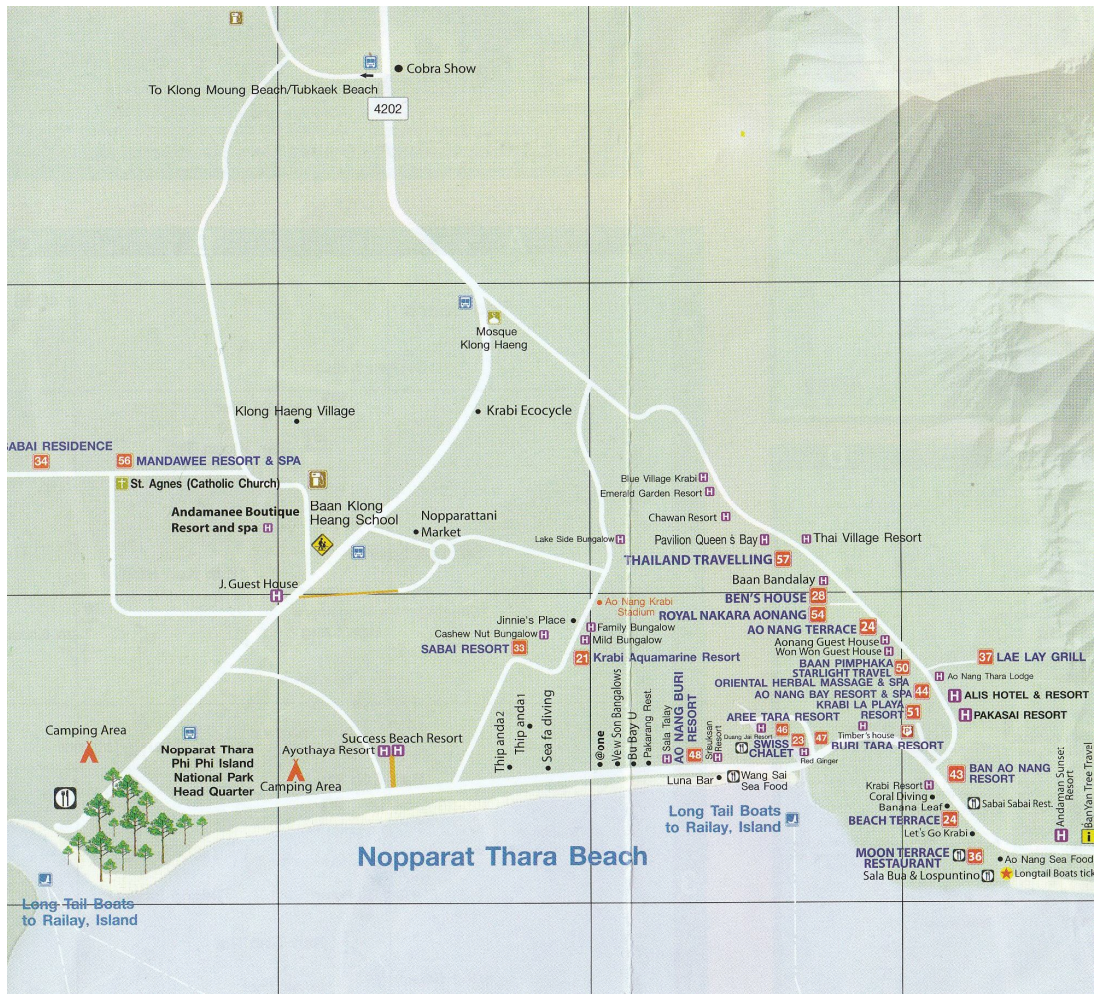 Cobra Show
To Klong Moung Beach/Tubkaek Beach
4202
Mosque
Klong Haeng
Klong Haeng Village
Krabi Ecocycle
SABAI RESIDENCE
34
56 MANDAWEE RESORT & SPA
St. Agnes (Catholic Church)
Andamanee Boutique
Resort and spa H
Baan Klong
Heang School
Nopparattani
Market
J. Guest House
H
Blue Village Krabi H
Emerald Garden Resort H
Chawan Resort H
Lake Side Bungalow H
Pavilion Queen's Bay H
H Thai Village Resort
THAILAND TRAVELLING 57
Baan Bandalay H
BEN'S HOUSE 28
Ao Nang Krabi
Stadium
ROYAL NAKARA AONANG 54
Jinnie's Place
H Family Bungalow
AO NANG TERRACE 24
Cashew Nut Bungalow H
H Mild Bungalow
Aonang Guest House H
SABAI RESORT 33
Won Won Guest House H
21 Krabi Aquamarine Resort
37 LAE LAY GRILL
BAAN PIMPHAKA
STARLIGHT TRAVEL 50
H Ao Nang Thara Lodge
ORIENTAL HERBAL MASSAGE & SPA
AO NANG BAY RESORT & SPA 44
H ALIS HOTEL & RESORT
KRABI LA PLAYA
RESORT 51
H PAKASAI RESORT
AREE TARA RESORT
H 46
Timber's house
H
Duang Jai Resort
SWISS
CHALET 23
47
BURI TARA RESORT
H
Red Ginger
Thip anda2
Thip anda1
Sea fa diving
@one
Vew Son Bangalows
Bu Bay U
Pakarang Rest.
Sala Talay
H
AO NANG BURI
RESORT
48
Srisuksan
Resort
H
Camping Area
Nopparat Thara
Phi Phi Island
National Park
Head Quarter
Success Beach Resort
Ayothaya Resort H H
Camping Area
Luna Bar
Wang Sai
Sea Food
43 BAN AO NANG
RESORT
Krabi Resort H
Coral Diving
Banana Leaf
Sabai Sabai Rest.
BEACH TERRACE 24
Let's Go Krabi
Andaman Sunset
Resort
H
BanYan Tree Travel
i
Long Tail Boats
to Railay, Island
MOON TERRACE
RESTAURANT 36
Ao Nang Sea Food
Sala Bua & Lospuntino
Longtail Boats tick
Nopparat Thara Beach
Long Tail Boats
to Railay, Island